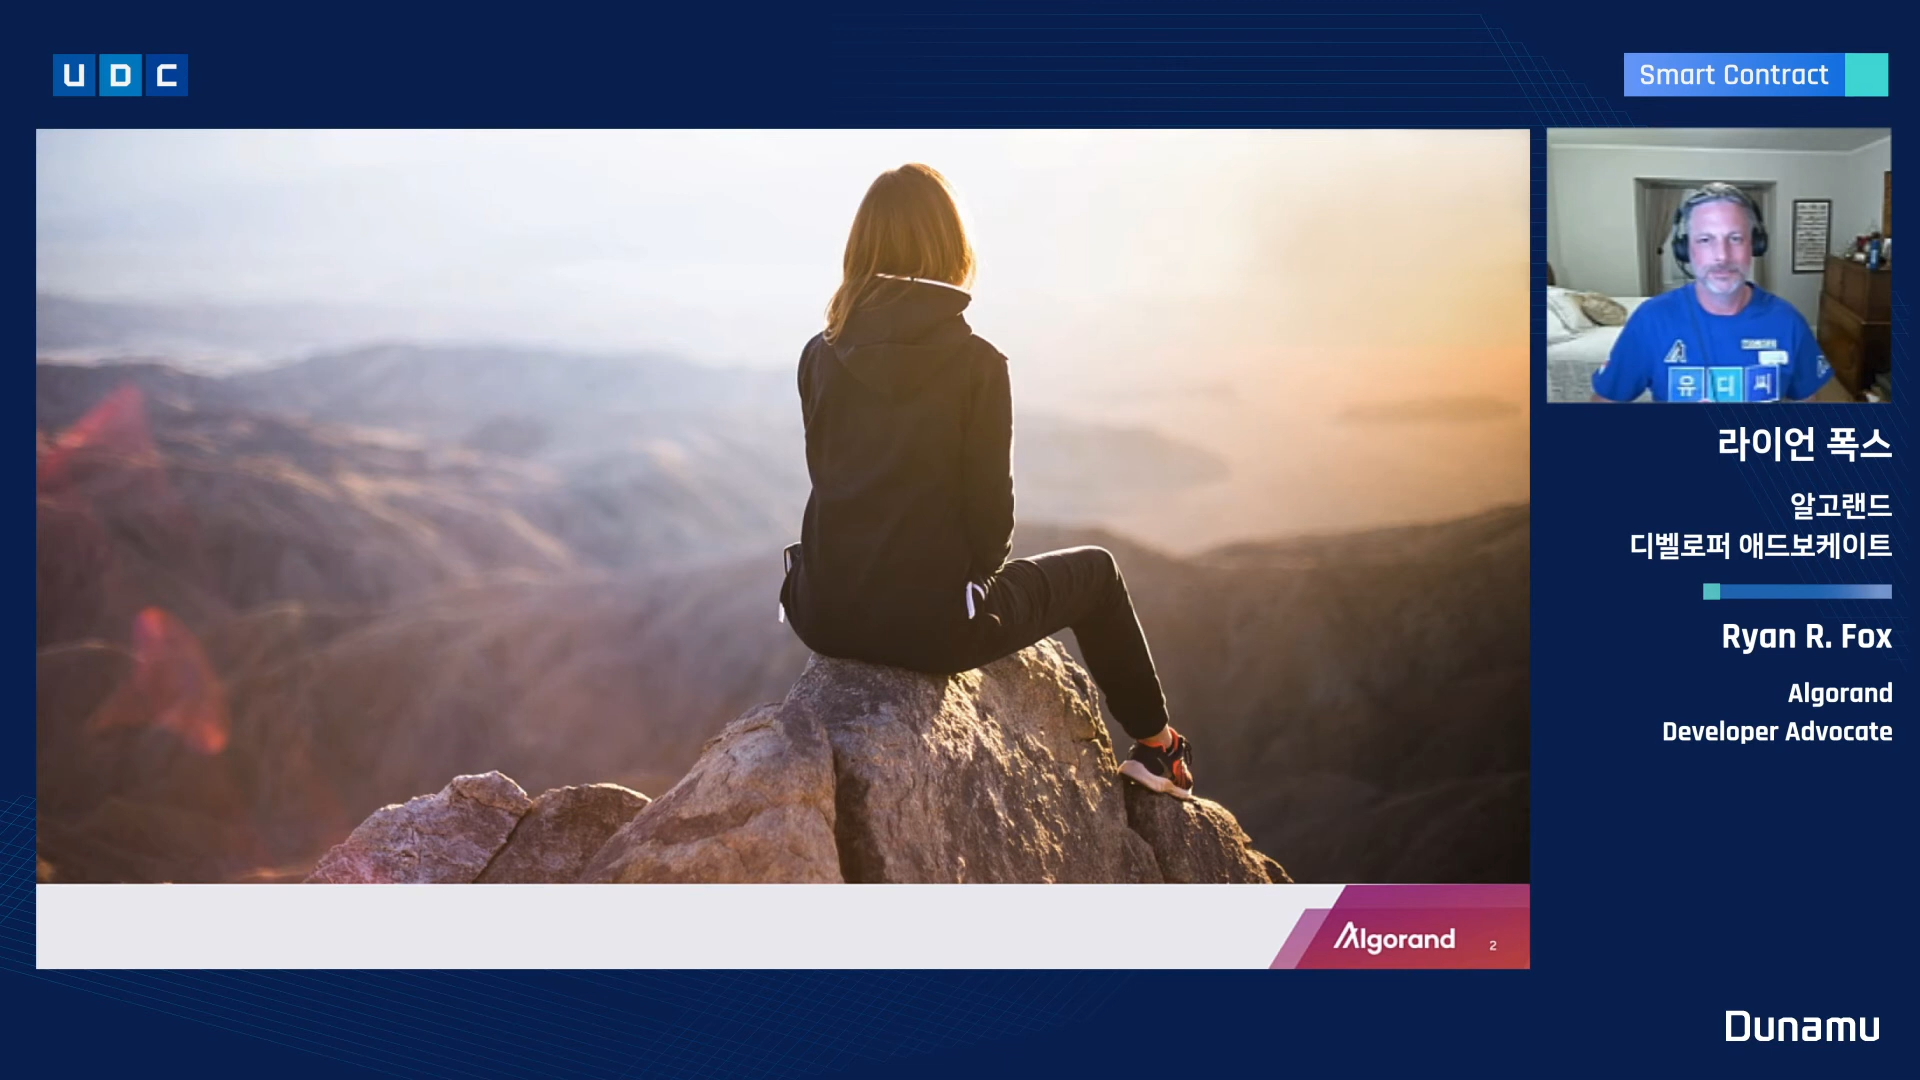 UDC
Smart Contract
유디씨
라이언 폭스
알고랜드
디벨로퍼 애드보케이트
Ryan R. Fox
Algorand
Developer Advocate
Algorand
2
Dunamu